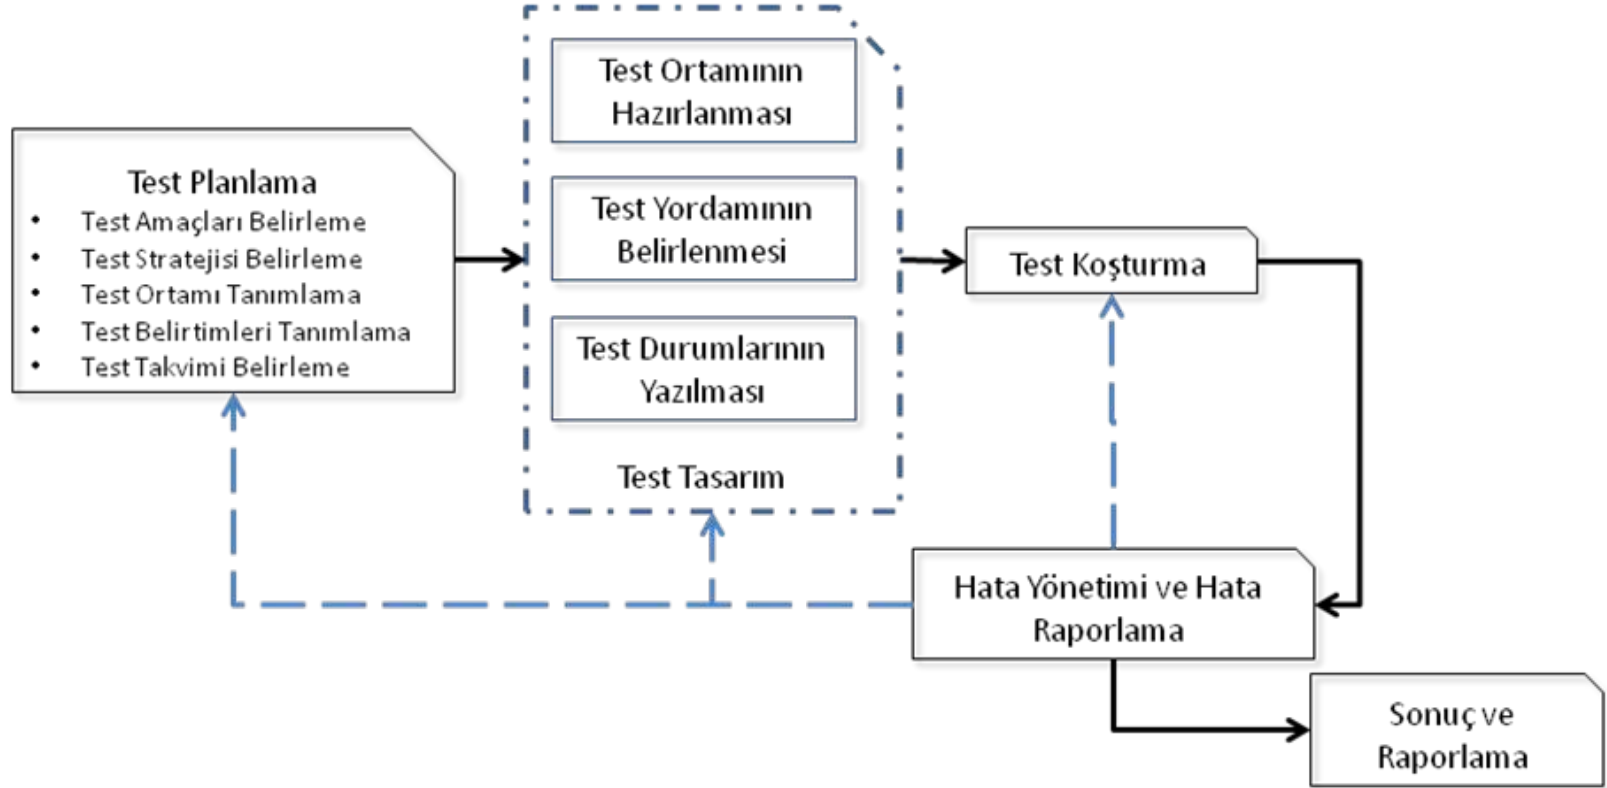 Test Planlama
• Test Amaçları Belirleme
• Test Stratejisi Belirleme
• Test Ortamı Tanımlama
• Test Belirtimleri Tanımlama
• Test Takvimi Belirleme
Test Ortamının
Hazırlanması
Test Yordamının
Belirlenmesi
Test Durumlarının
Yazılması
Test Tasarım
Test Koşturma
Hata Yönetimi ve Hata
Raporlama
Sonuç ve
Raporlama